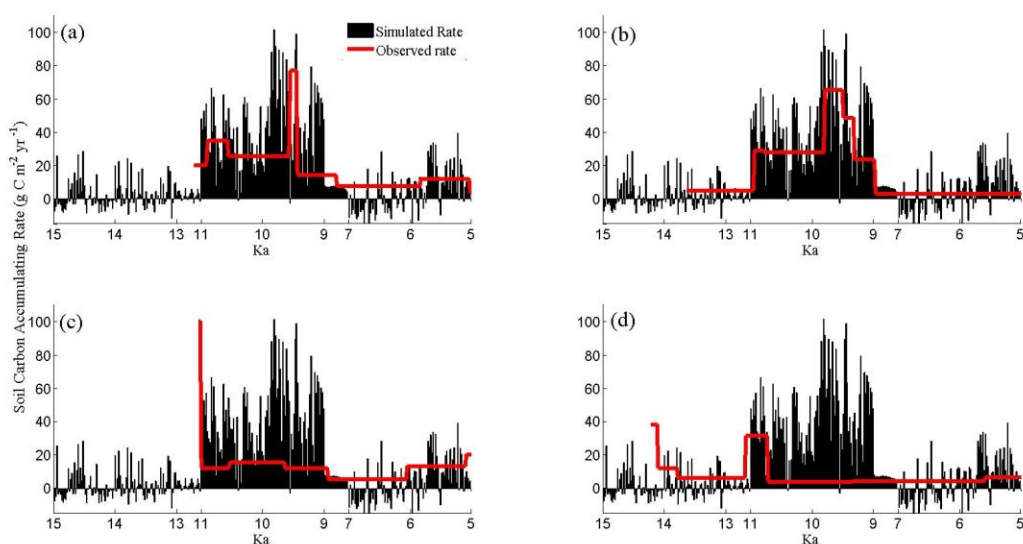 (a)
Simulated Rate
Observed rate
100
80
60
40
20
0
15 14 13 11 10 9 7 6 5
Ka
(b)
100
80
60
40
20
0
15 14 13 11 10 9 7 6 5
Ka
Soil Carbon Accumulating Rate (g C m⁻² yr⁻¹)
(c)
100
80
60
40
20
0
15 14 13 11 10 9 7 6 5
Ka
(d)
100
80
60
40
20
0
15 14 13 11 10 9 7 6 5
Ka